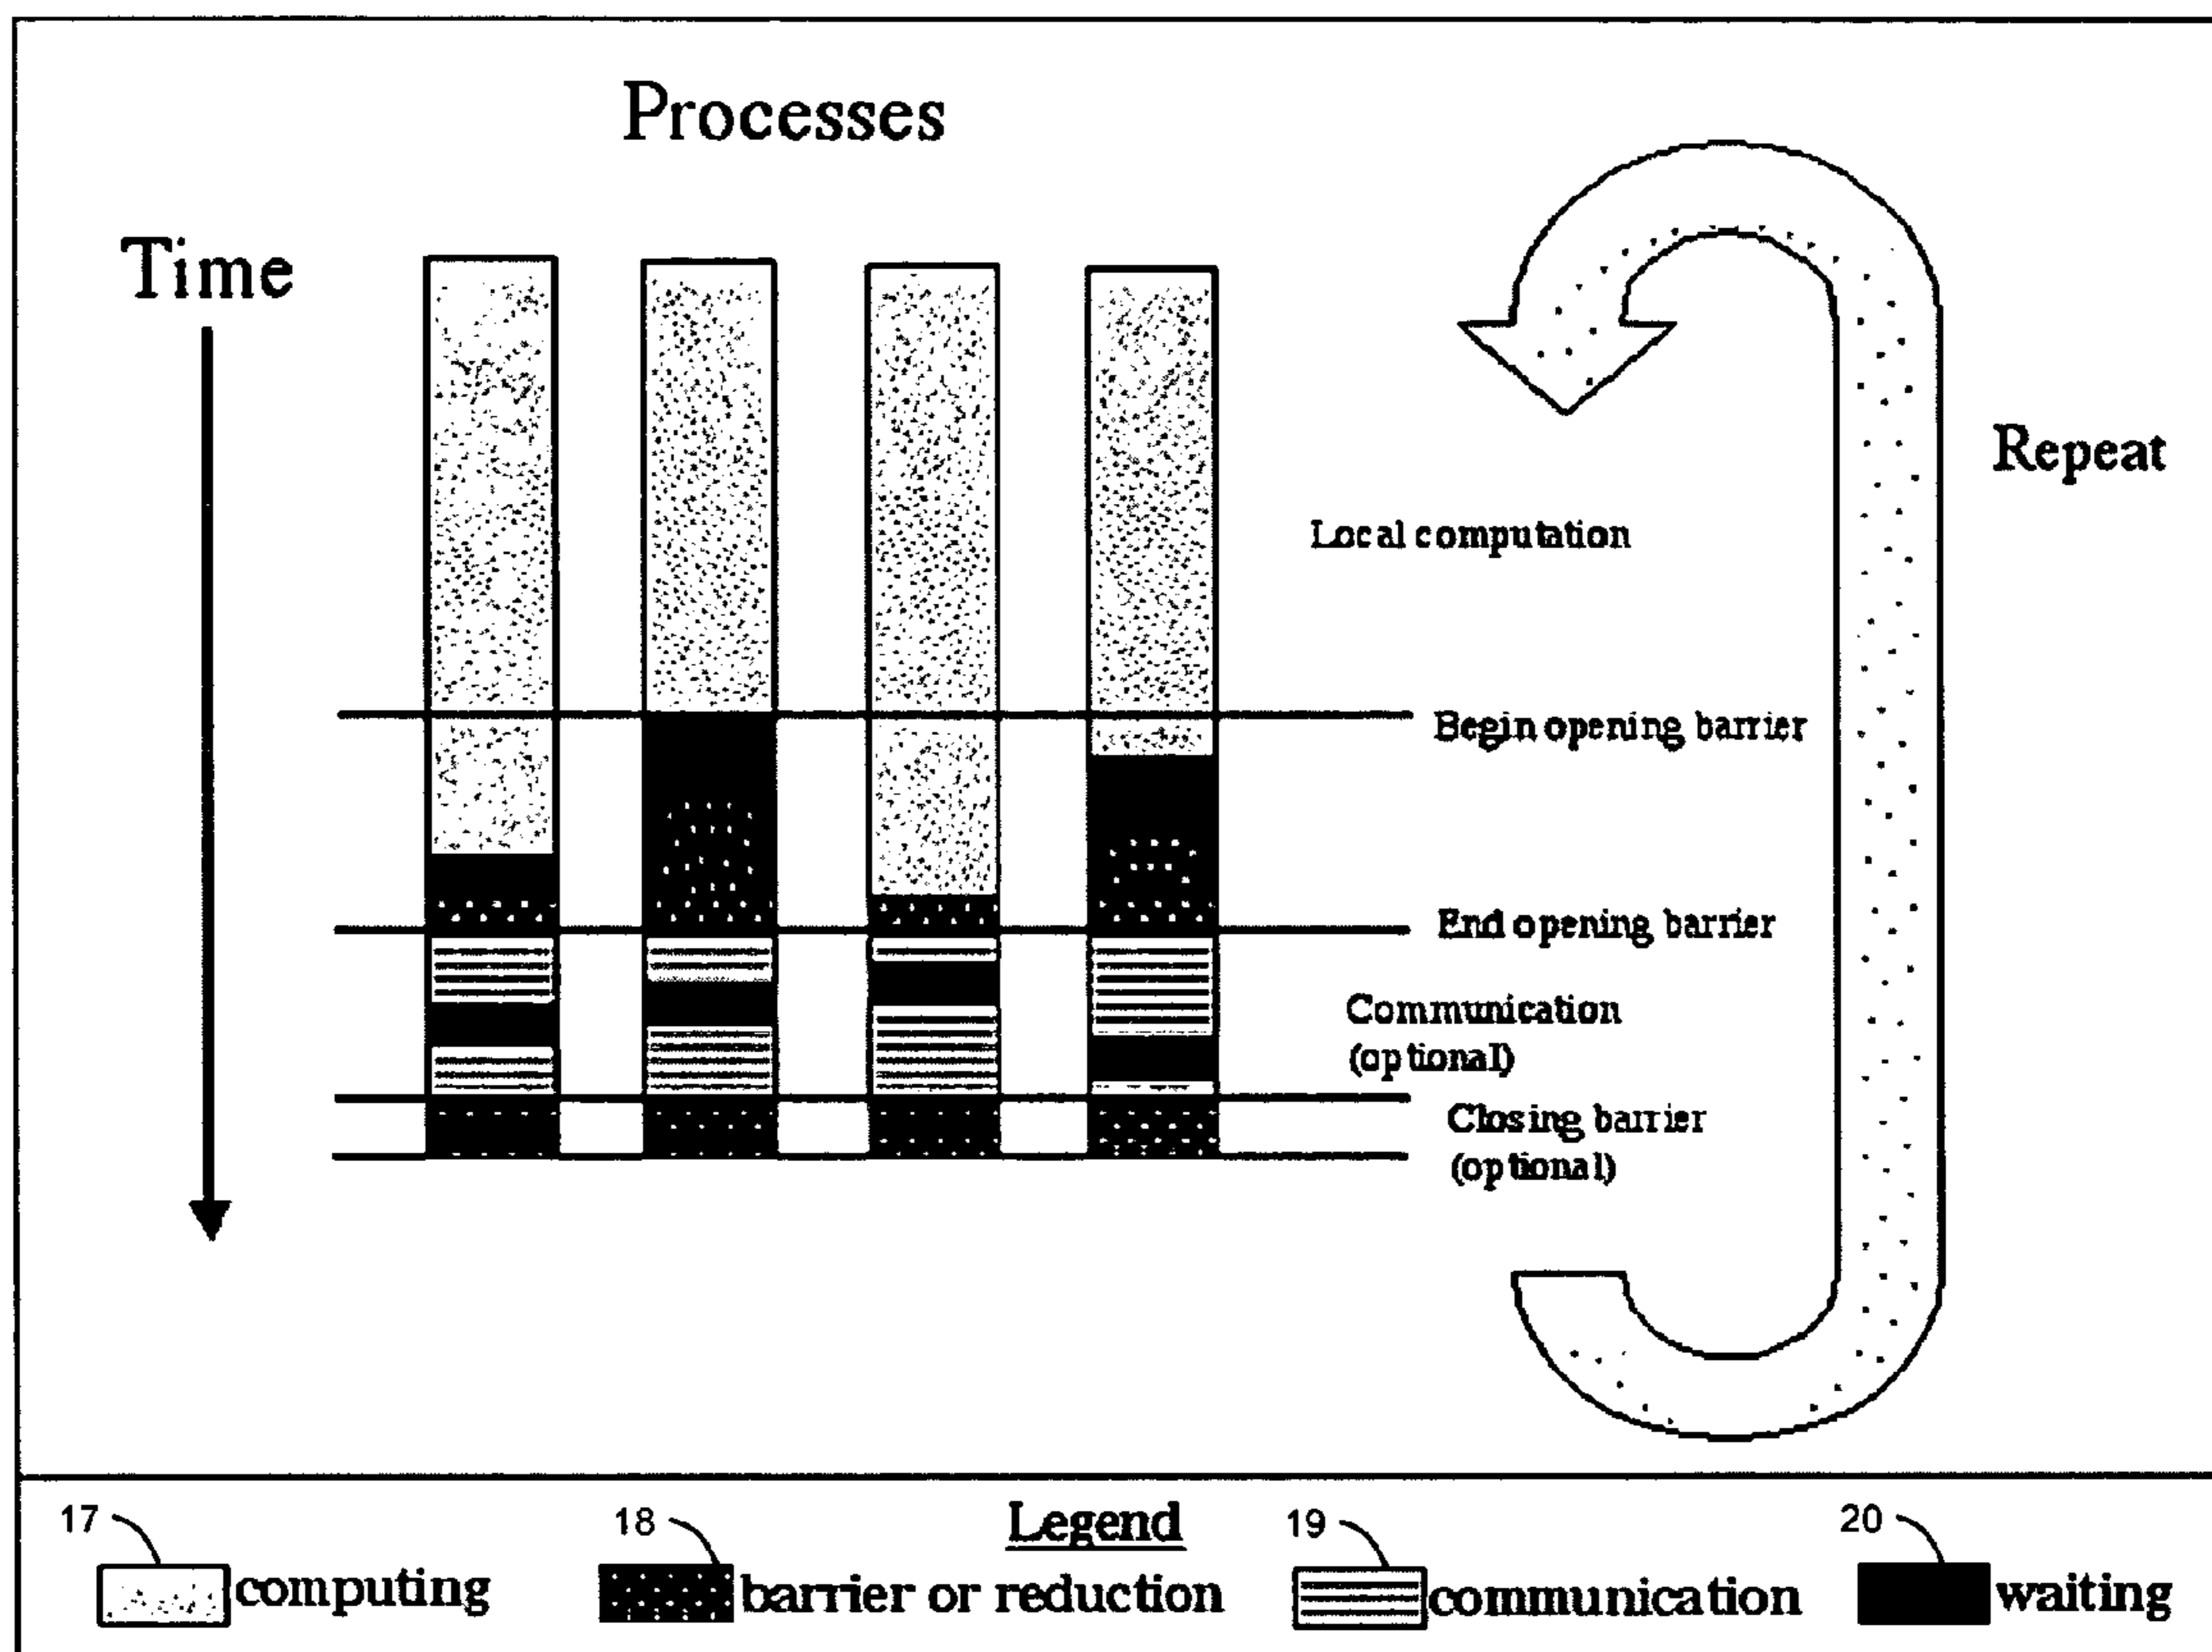 Processes
Time
Repeat
Local computation
Begin opening barrier
End opening barrier
Communication
(optional)
Closing barrier
(optional)
Legend
17
18
19
20
computing
barrier or reduction
communication
waiting